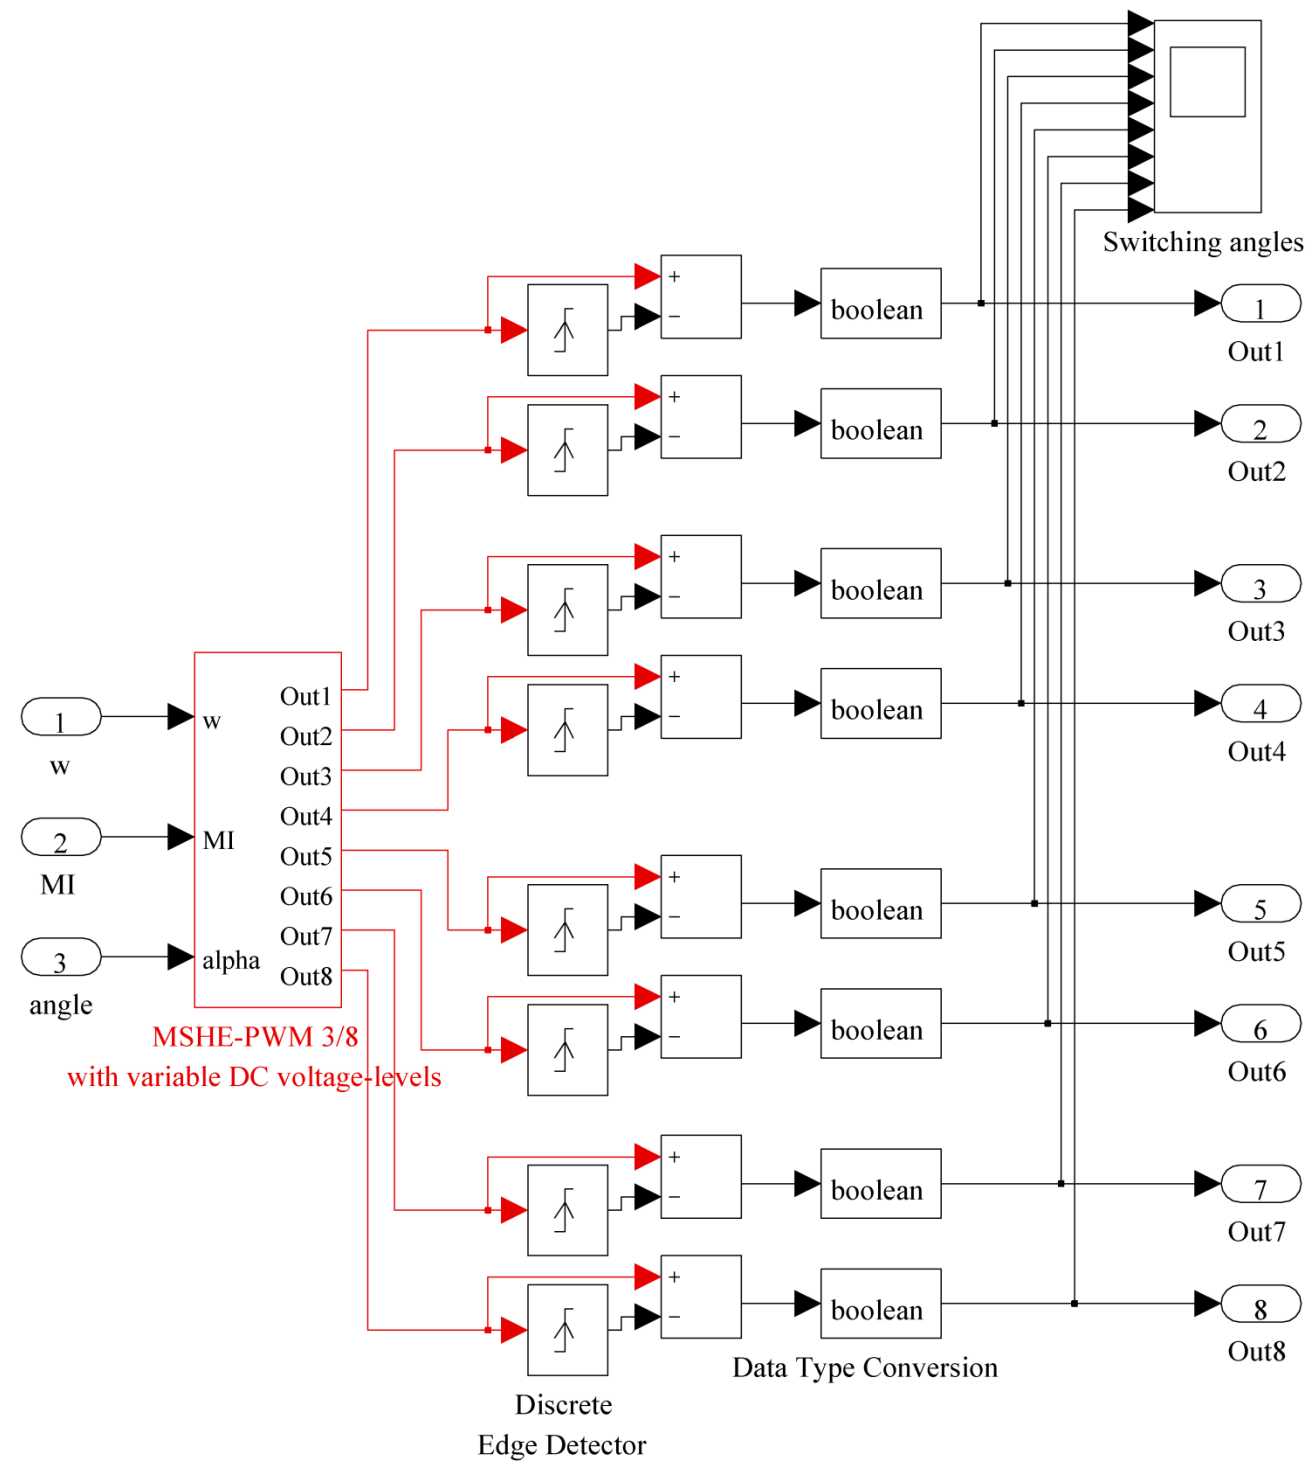 Switching angles
+
−
boolean
1
Out1
+
−
boolean
2
Out2
+
−
boolean
3
Out3
+
−
boolean
4
Out4
1
w
2
MI
3
angle
w
MI
alpha
Out1
Out2
Out3
Out4
Out5
Out6
Out7
Out8
MSHE-PWM 3/8
with variable DC voltage-levels
+
−
boolean
5
Out5
+
−
boolean
6
Out6
+
−
boolean
7
Out7
+
−
boolean
8
Out8
Data Type Conversion
Discrete
Edge Detector